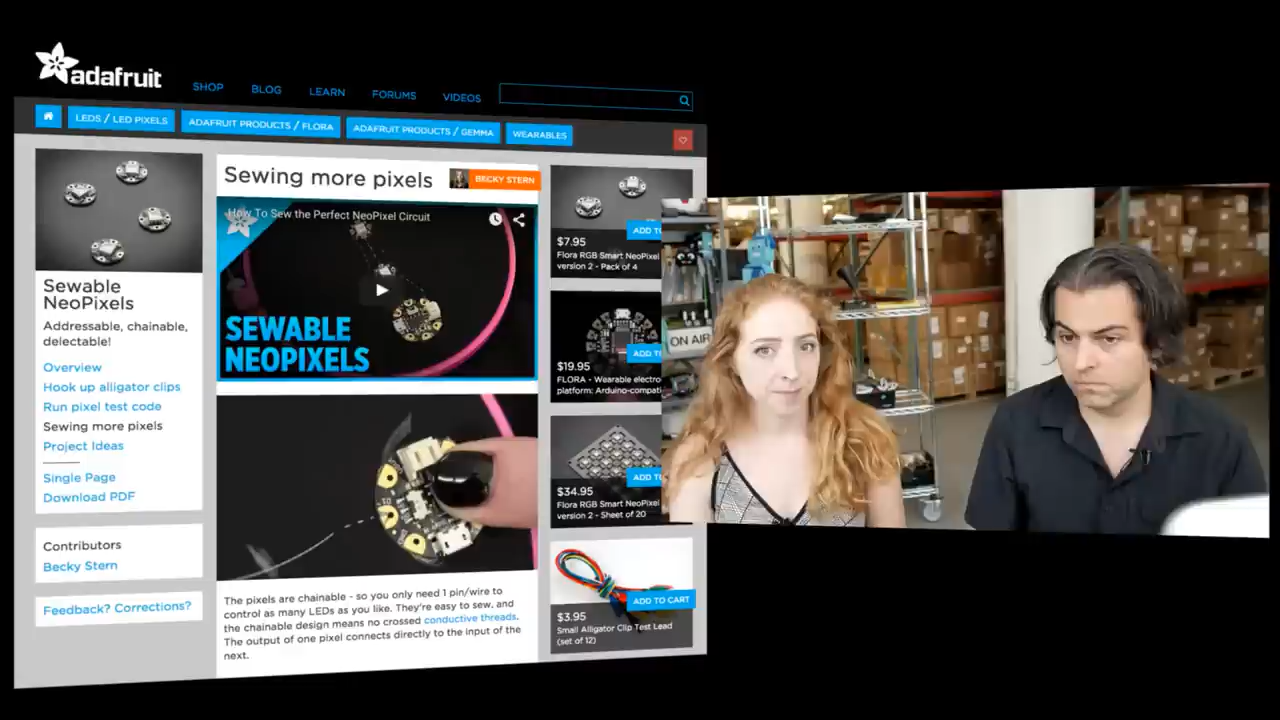 adafruit
SHOP BLOG LEARN FORUMS VIDEOS
LEDS / LED PIXELS
ADAFRUIT PRODUCTS / FLORA
ADAFRUIT PRODUCTS / GEMMA
WEARABLES
Sewable
NeoPixels
Addressable, chainable,
delectable!
Overview
Hook up alligator clips
Run pixel test code
Sewing more pixels
Project Ideas
Single Page
Download PDF
Contributors
Becky Stern
Feedback? Corrections?
Sewing more pixels
BECKY STERN
How To Sew the Perfect NeoPixel Circuit
SEWABLE
NEOPIXELS
The pixels are chainable - so you only need 1 pin/wire to
control as many LEDs as you like. They're easy to sew, and
the chainable design means no crossed conductive threads.
The output of one pixel connects directly to the input of the
next.
ADD TO
$7.95
Flora RGB Smart NeoPixel
version 2 - Pack of 4
ADD TO
$19.95
FLORA - Wearable electro
platform: Arduino-compati
ADD TO
$34.95
Flora RGB Smart NeoPixel
version 2 - Sheet of 20
ADD TO CART
$3.95
Small Alligator Clip Test Lead
(set of 12)
ON AIR